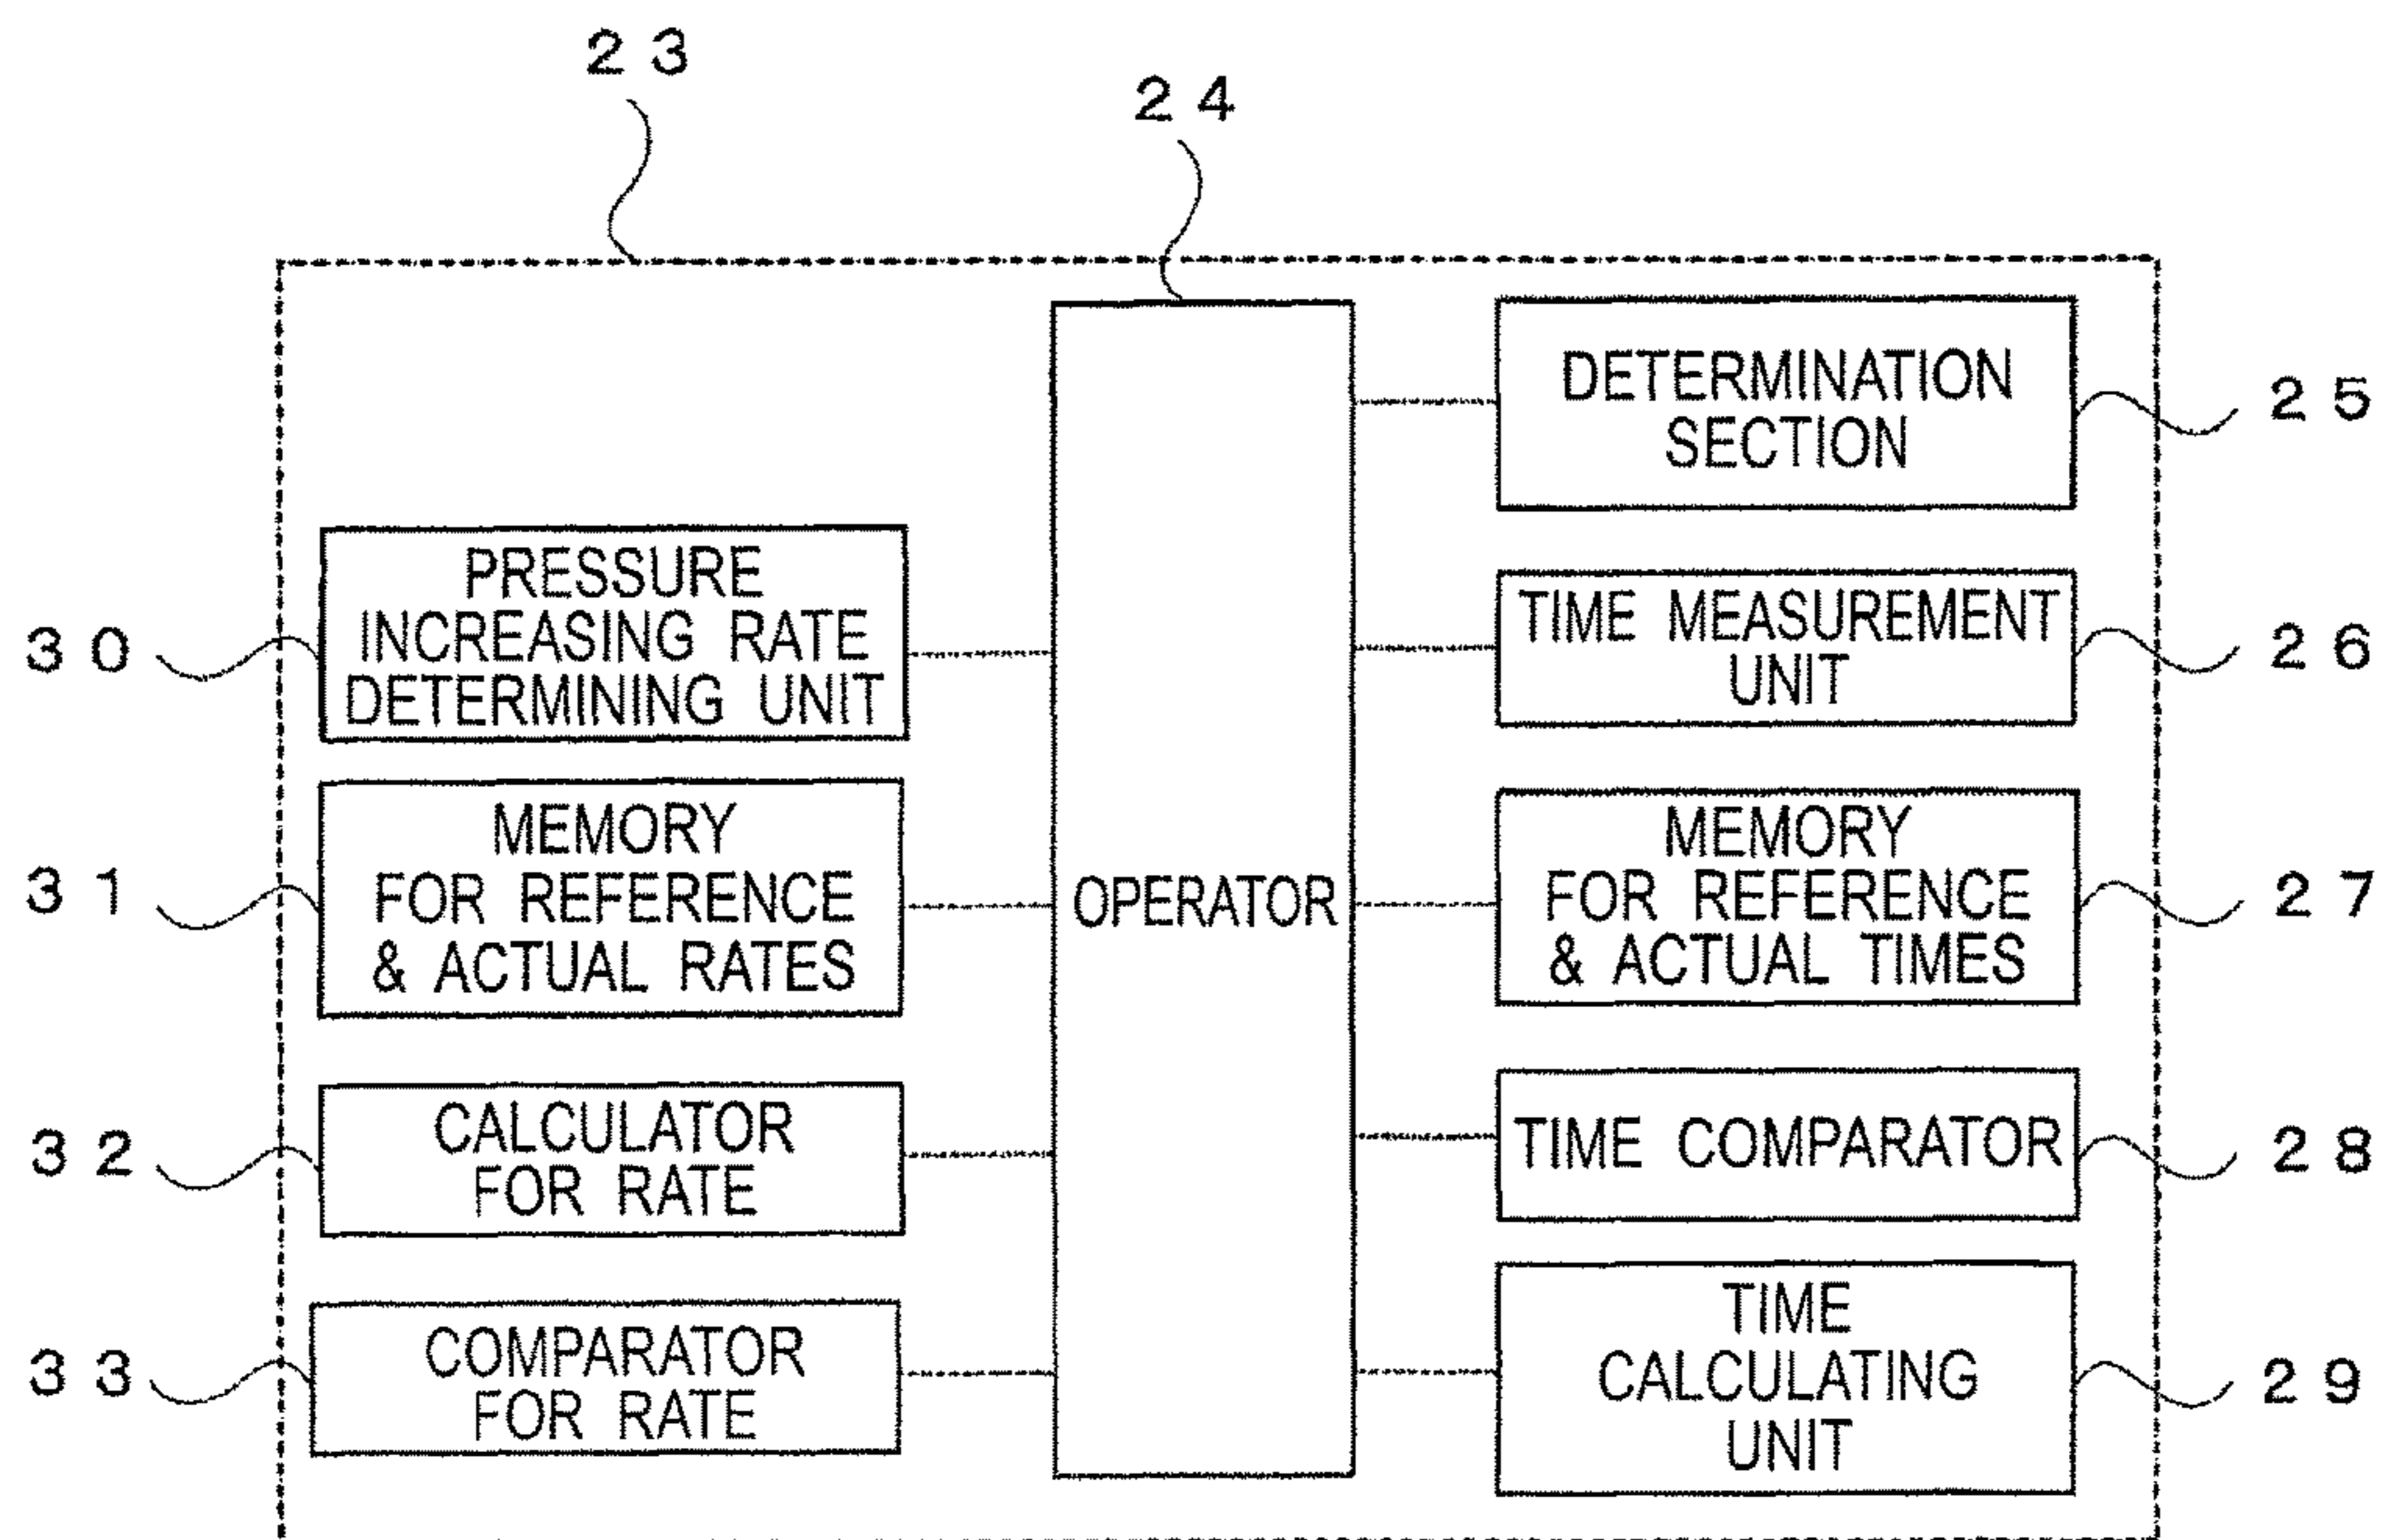 23
24
DETERMINATION
SECTION
25
PRESSURE
INCREASING RATE
DETERMINING UNIT
30
TIME MEASUREMENT
UNIT
26
MEMORY
FOR REFERENCE
& ACTUAL RATES
31
OPERATOR
MEMORY
FOR REFERENCE
& ACTUAL TIMES
27
CALCULATOR
FOR RATE
32
TIME COMPARATOR
28
COMPARATOR
FOR RATE
33
TIME
CALCULATING
UNIT
29